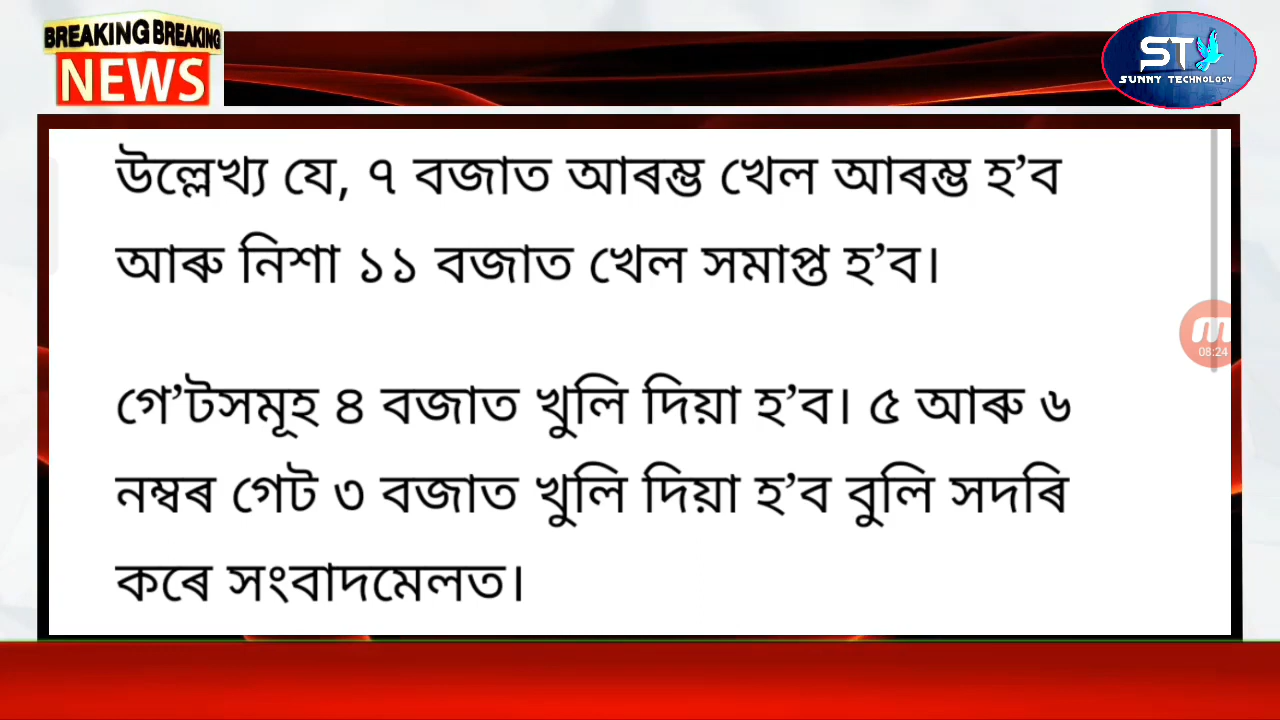 BREAKING BREAKING
NEWS
ST
SUNNY TECHNOLOGY
উল্লেখ্য যে, ৭ বজাত আৰম্ভ খেল আৰম্ভ হ’ব
আৰু নিশা ১১ বজাত খেল সমাপ্ত হ’ব।
08:24
গে’টসমূহ ৪ বজাত খুলি দিয়া হ’ব। ৫ আৰু ৬
নম্বৰ গেট ৩ বজাত খুলি দিয়া হ’ব বুলি সদৰি
কৰে সংবাদমেলত।